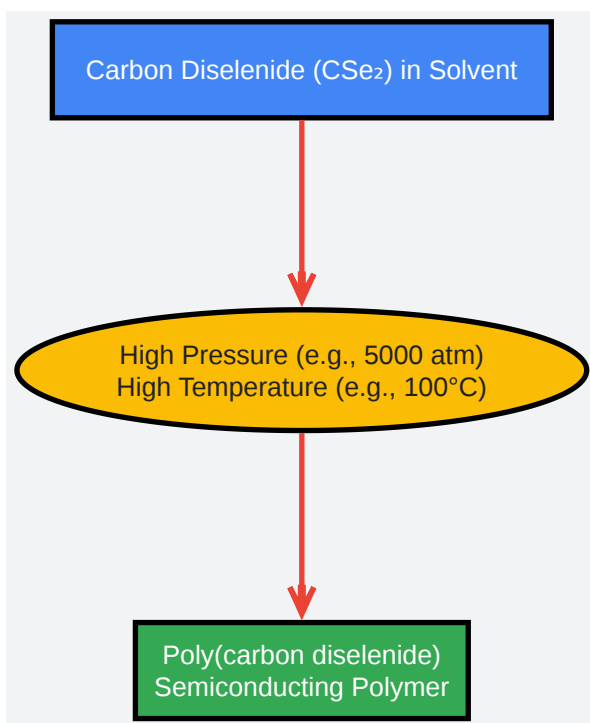 Carbon Diselenide (CSe₂) in Solvent
High Pressure (e.g., 5000 atm)
High Temperature (e.g., 100°C)
Poly(carbon diselenide)
Semiconducting Polymer